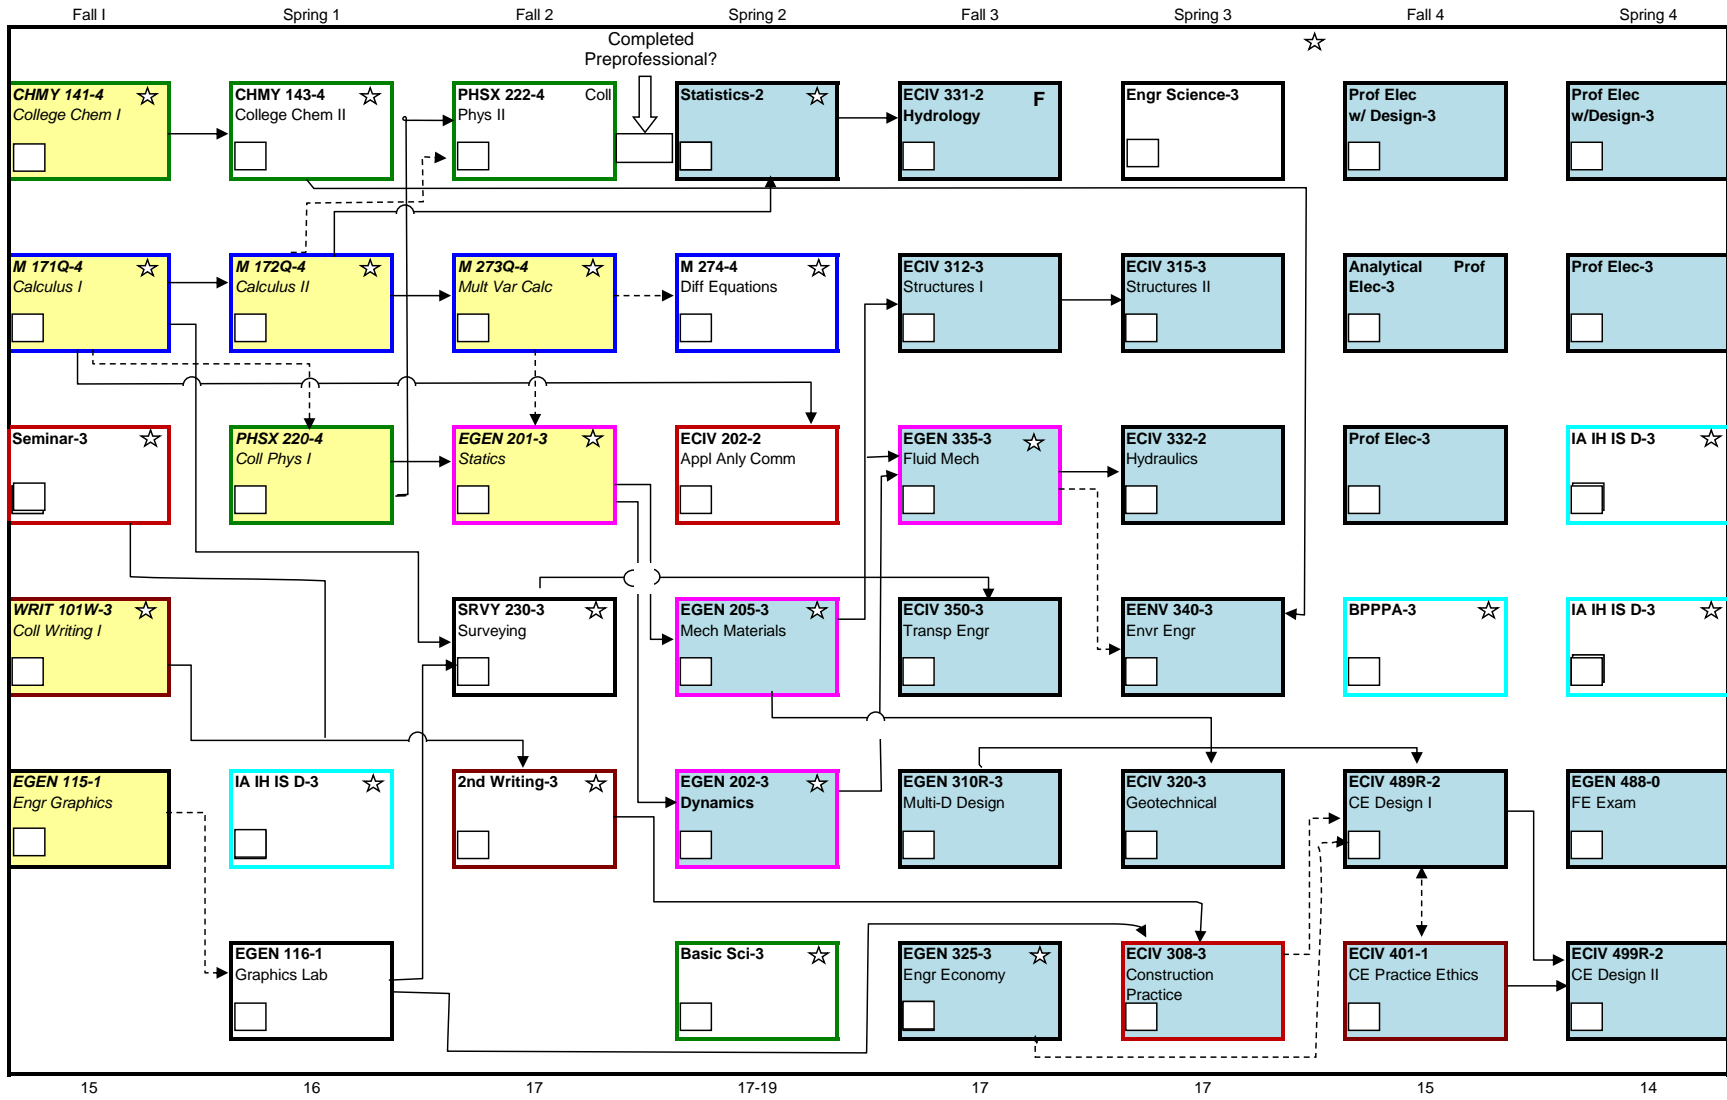 Fall I Spring 1 Fall 2 Spring 2 Fall 3 Spring 3 Fall 4 Spring 4
Completed
Preprofessional?
CHMY 141-4
College Chem I
CHMY 143-4
College Chem II
PHSX 222-4 Coll
Phys II
Statistics-2
ECIV 331-2 F
Hydrology
Engr Science-3
Prof Elec
w/ Design-3
Prof Elec
w/Design-3
M 171Q-4
Calculus I
M 172Q-4
Calculus II
M 273Q-4
Mult Var Calc
M 274-4
Diff Equations
ECIV 312-3
Structures I
ECIV 315-3
Structures II
Analytical Prof
Elec-3
Prof Elec-3
Seminar-3
PHSX 220-4
Coll Phys I
EGEN 201-3
Statics
ECIV 202-2
Appl Anly Comm
EGEN 335-3
Fluid Mech
ECIV 332-2
Hydraulics
Prof Elec-3
IA IH IS D-3
WRIT 101W-3
Coll Writing I
SRVY 230-3
Surveying
EGEN 205-3
Mech Materials
ECIV 350-3
Transp Engr
EENV 340-3
Envr Engr
BPPPA-3
IA IH IS D-3
EGEN 115-1
Engr Graphics
IA IH IS D-3
2nd Writing-3
EGEN 202-3
Dynamics
EGEN 310R-3
Multi-D Design
ECIV 320-3
Geotechnical
ECIV 489R-2
CE Design I
EGEN 488-0
FE Exam
EGEN 116-1
Graphics Lab
Basic Sci-3
EGEN 325-3
Engr Economy
ECIV 308-3
Construction
Practice
ECIV 401-1
CE Practice Ethics
ECIV 499R-2
CE Design II
15 16 17 17-19 17 17 15 14